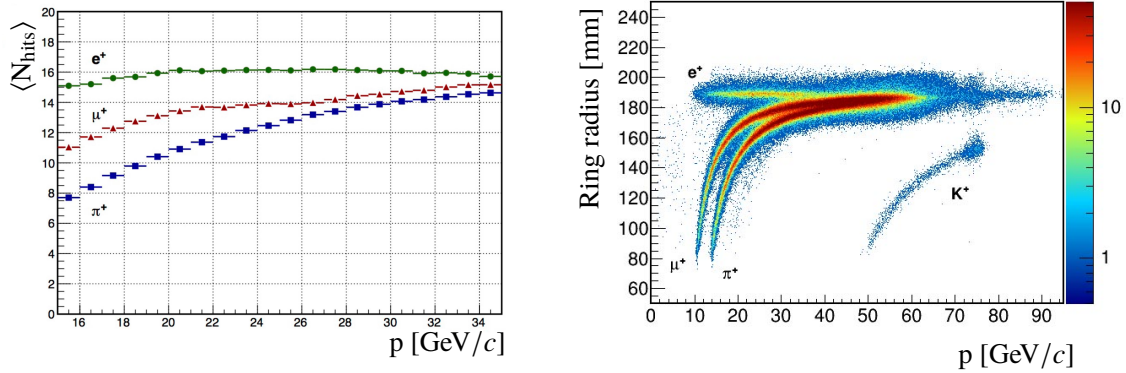 ⟨N_hits⟩
20
18
16
14
12
10
8
6
4
2
0
e⁺
μ⁺
π⁺
16 18 20 22 24 26 28 30 32 34
p [GeV/c]
Ring radius [mm]
240
220
200
180
160
140
120
100
80
60
e⁺
μ⁺
π⁺
K⁺
0 10 20 30 40 50 60 70 80 90
p [GeV/c]
10
1